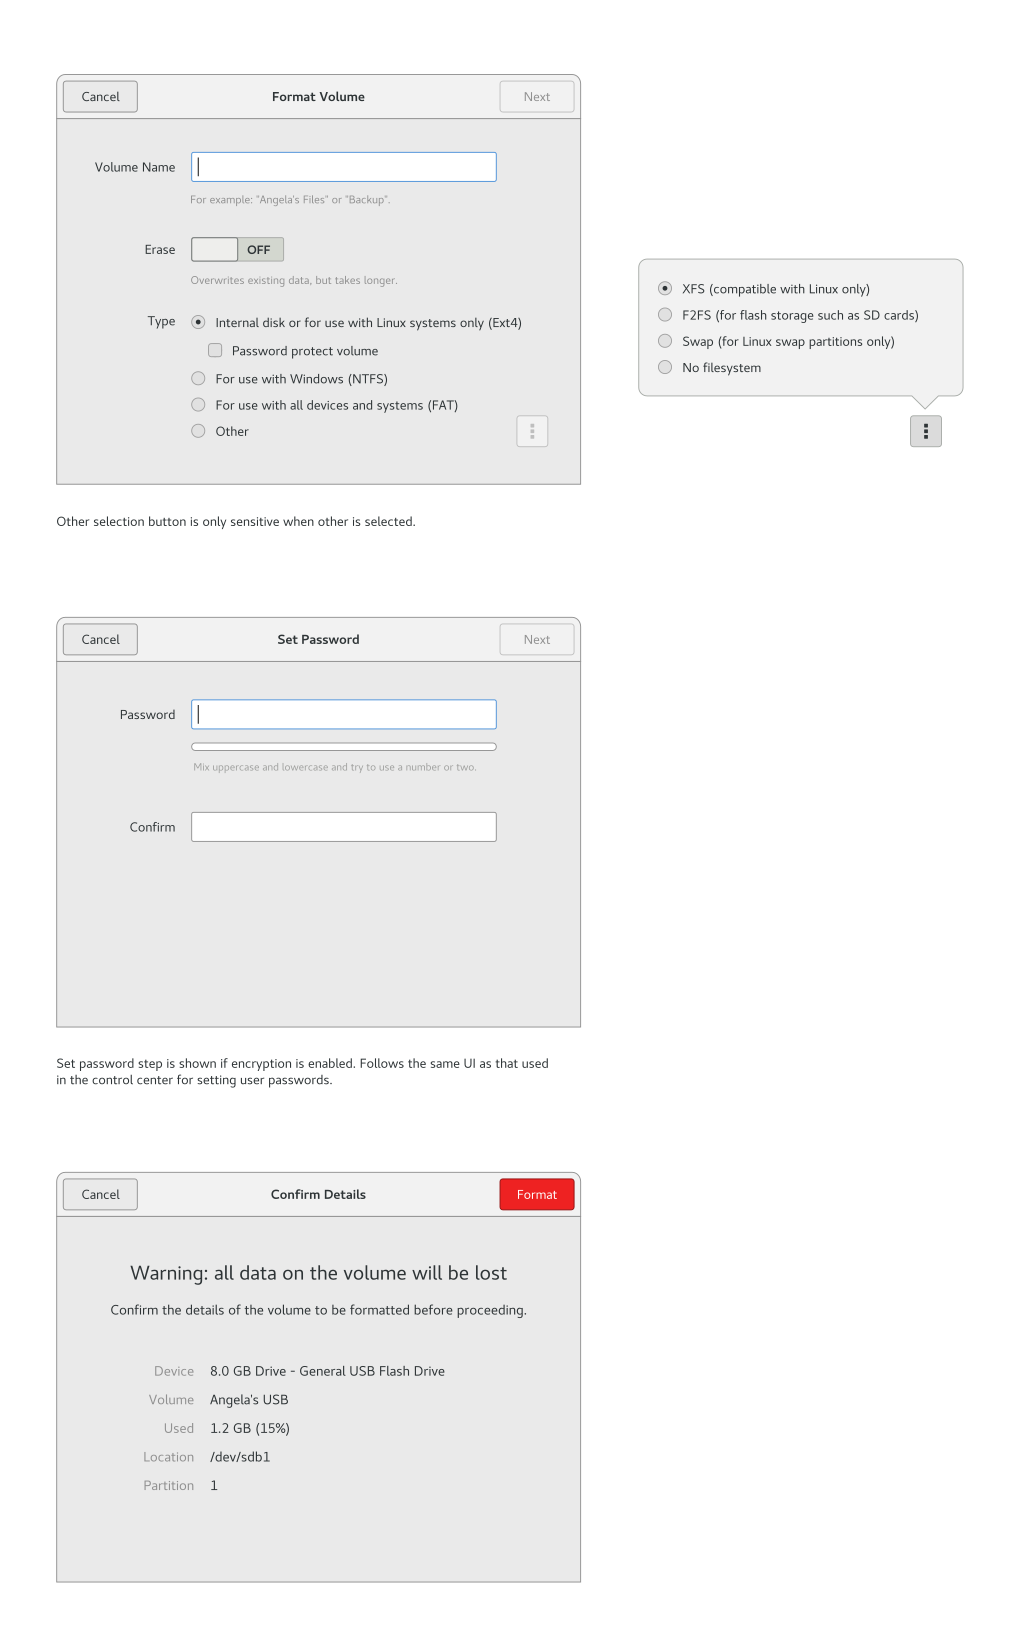 Cancel
Format Volume
Next
Volume Name
For example: "Angela's Files" or "Backup".
Erase
OFF
Overwrites existing data, but takes longer.
Type
Internal disk or for use with Linux systems only (Ext4)
Password protect volume
For use with Windows (NTFS)
For use with all devices and systems (FAT)
Other
XFS (compatible with Linux only)
F2FS (for flash storage such as SD cards)
Swap (for Linux swap partitions only)
No filesystem
Other selection button is only sensitive when other is selected.
Cancel
Set Password
Next
Password
Mix uppercase and lowercase and try to use a number or two.
Confirm
Set password step is shown if encryption is enabled. Follows the same UI as that used
in the control center for setting user passwords.
Cancel
Confirm Details
Format
Warning: all data on the volume will be lost
Confirm the details of the volume to be formatted before proceeding.
Device 8.0 GB Drive - General USB Flash Drive
Volume Angela's USB
Used 1.2 GB (15%)
Location /dev/sdb1
Partition 1